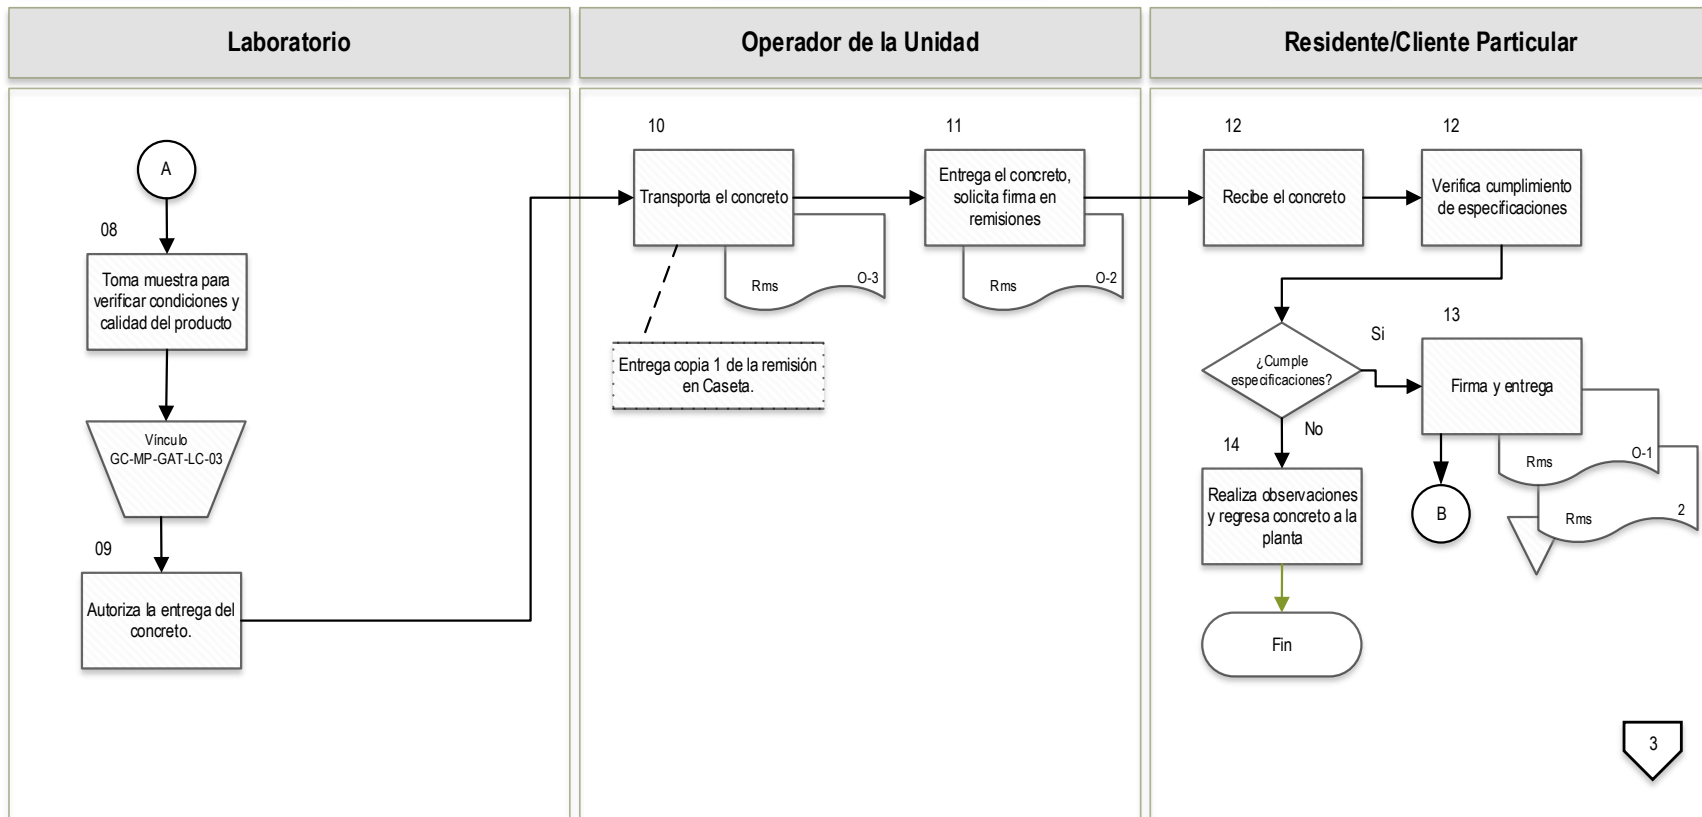 Laboratorio
Operador de la Unidad
Residente/Cliente Particular
A
08
Toma muestra para
verificar condiciones y
calidad del producto
Vínculo
GC-MP-GAT-LC-03
09
Autoriza la entrega del
concreto.
10
Transporta el concreto
Rms
O-3
Entrega copia 1 de la remisión
en Caseta.
11
Entrega el concreto,
solicita firma en
remisiones
Rms
O-2
12
Recibe el concreto
12
Verifica cumplimiento
de especificaciones
¿Cumple
especificaciones?
Si
13
Firma y entrega
Rms
O-1
Rms
2
B
No
14
Realiza observaciones
y regresa concreto a la
planta
Fin
3